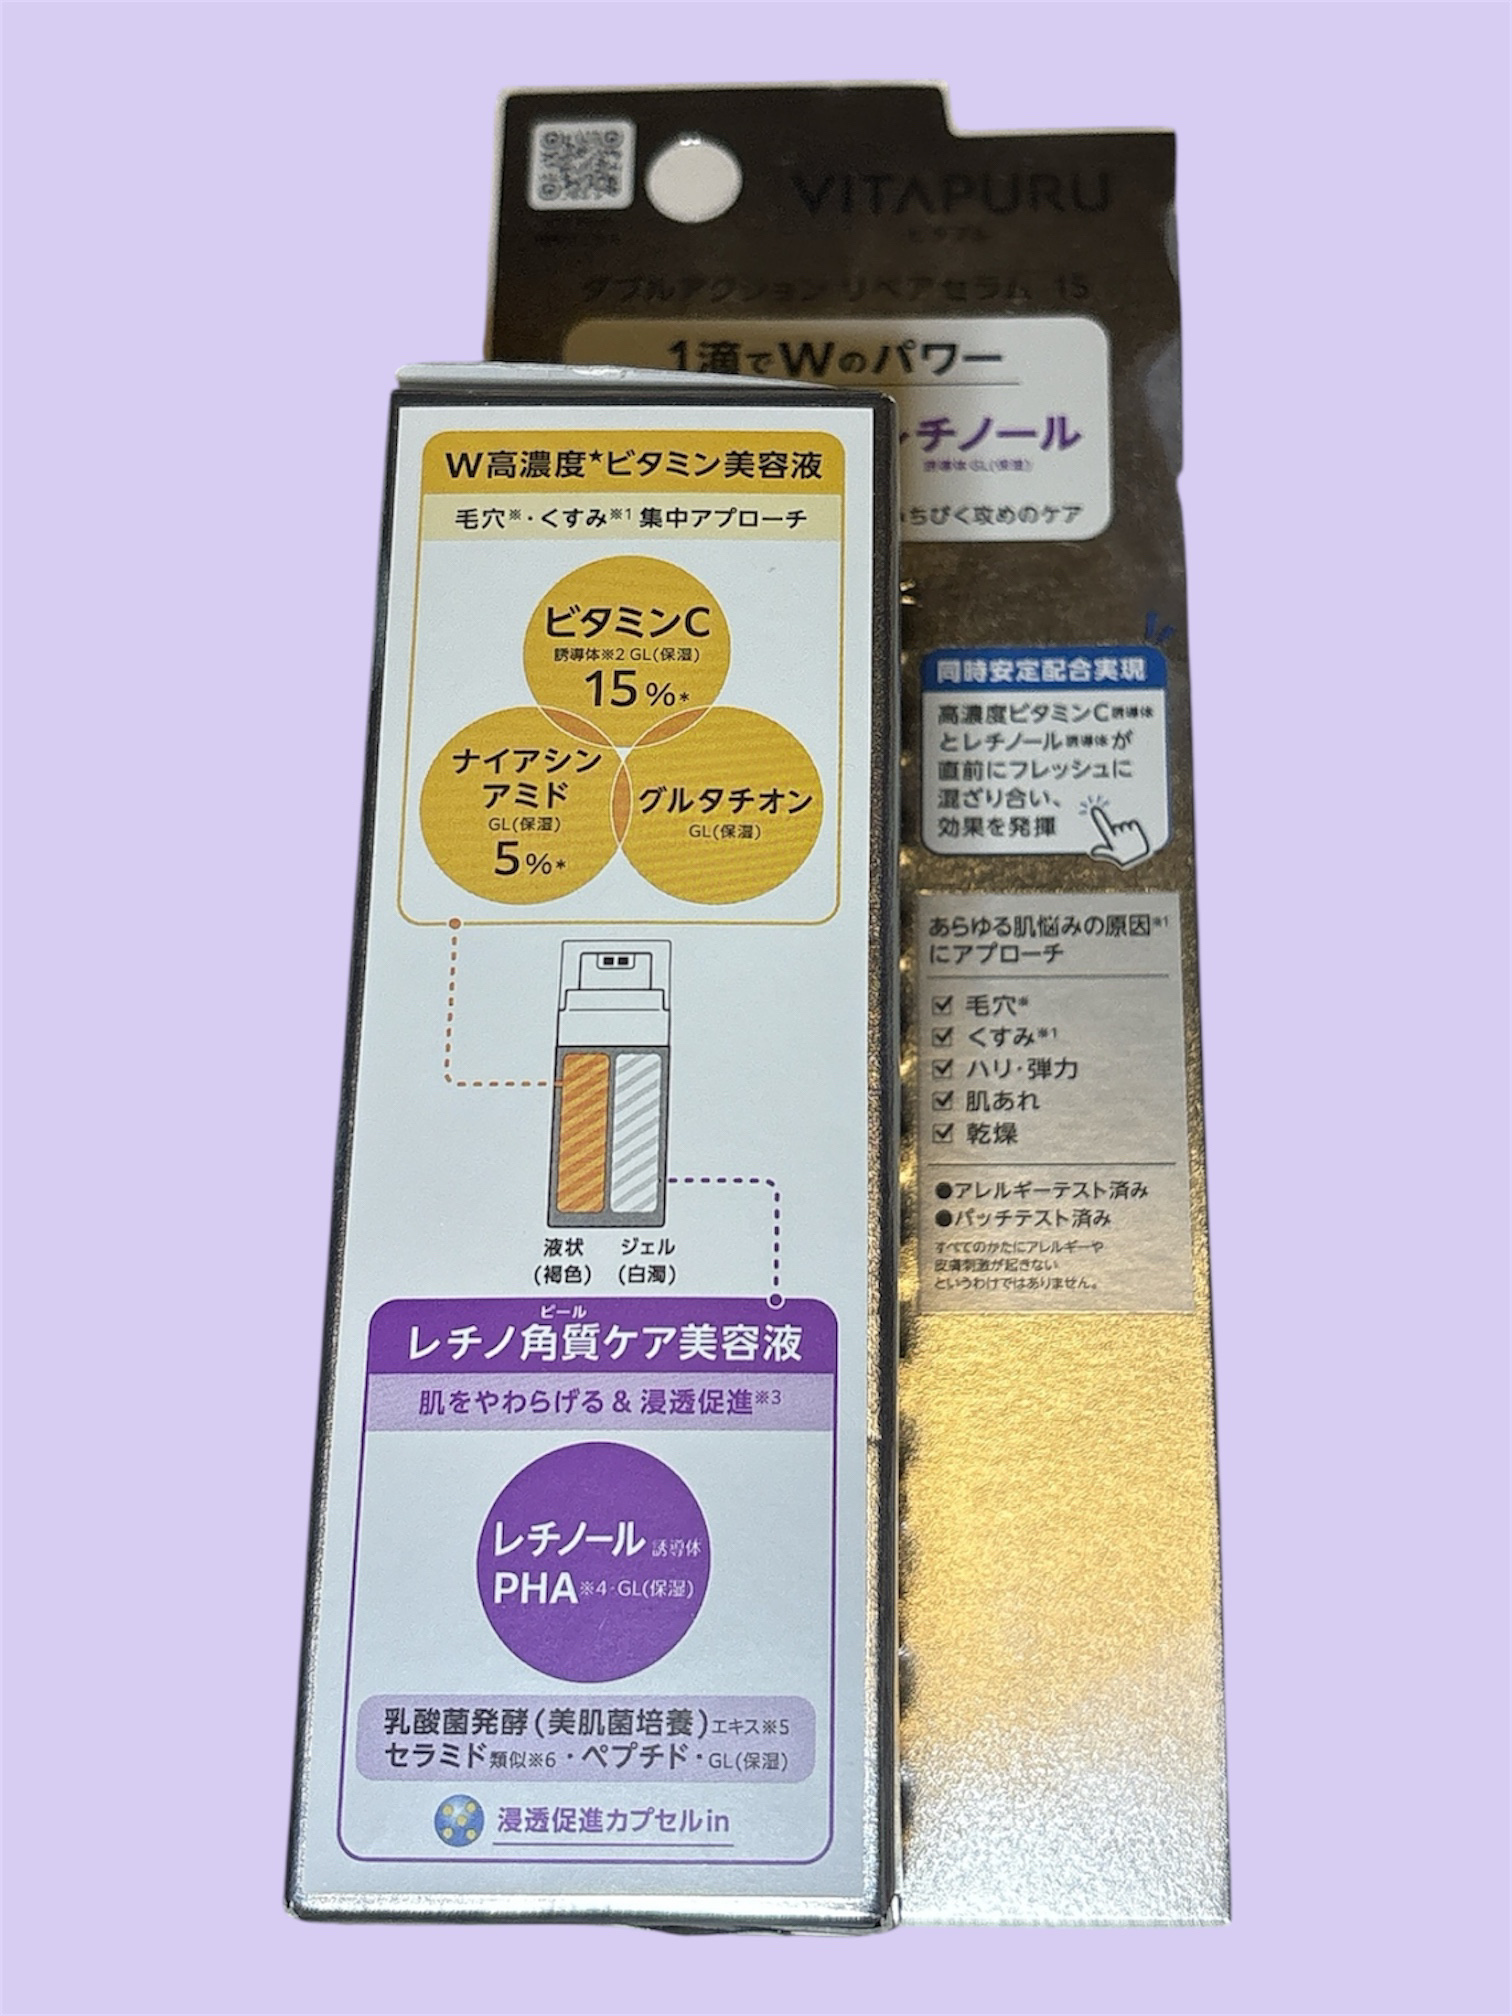 VITAPURU
ビタプル
ダブルアクション リペアセラム 15
1滴でWのパワー
レチノール
誘導体 GL(保湿)
ちびく攻めのケア
同時安定配合実現
高濃度ビタミンC誘導体
とレチノール誘導体が
直前にフレッシュに
混ざり合い、
効果を発揮
あらゆる肌悩みの原因※1
にアプローチ
毛穴※
くすみ※1
ハリ・弾力
肌あれ
乾燥
●アレルギーテスト済み
●パッチテスト済み
すべてのかたにアレルギーや
皮膚刺激が起きない
というわけではありません。
W高濃度★ビタミン美容液
毛穴※・くすみ※1 集中アプローチ
ビタミンC
誘導体※2 GL(保湿)
15%*
ナイアシン
アミド
GL(保湿)
5%*
グルタチオン
GL(保湿)
液状 ジェル
(褐色) (白濁)
ピール
レチノ角質ケア美容液
肌をやわらげる & 浸透促進※3
レチノール 誘導体
PHA※4・GL(保湿)
乳酸菌発酵(美肌菌培養)エキス※5
セラミド類似※6・ペプチド・GL(保湿)
浸透促進カプセルin